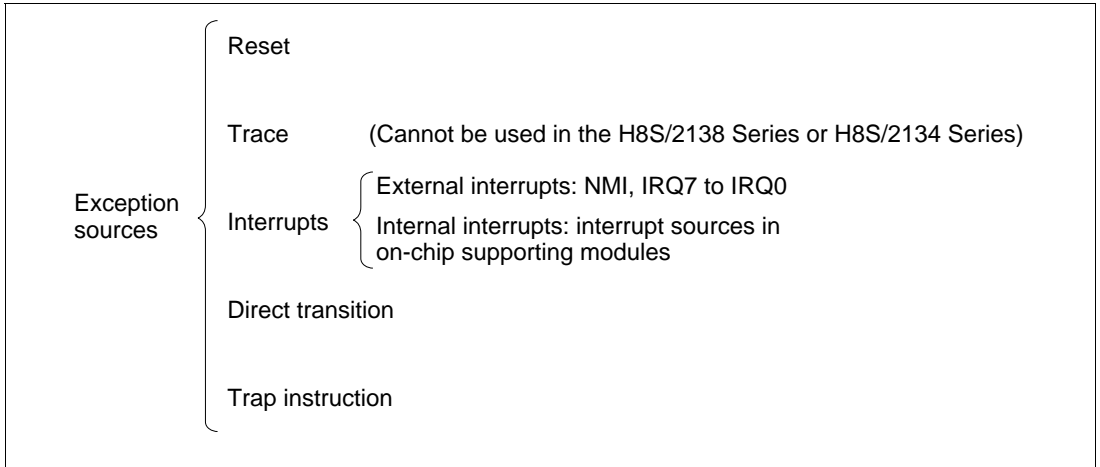 Reset
Trace (Cannot be used in the H8S/2138 Series or H8S/2134 Series)
Exception
sources
Interrupts
External interrupts: NMI, IRQ7 to IRQ0
Internal interrupts: interrupt sources in
on-chip supporting modules
Direct transition
Trap instruction